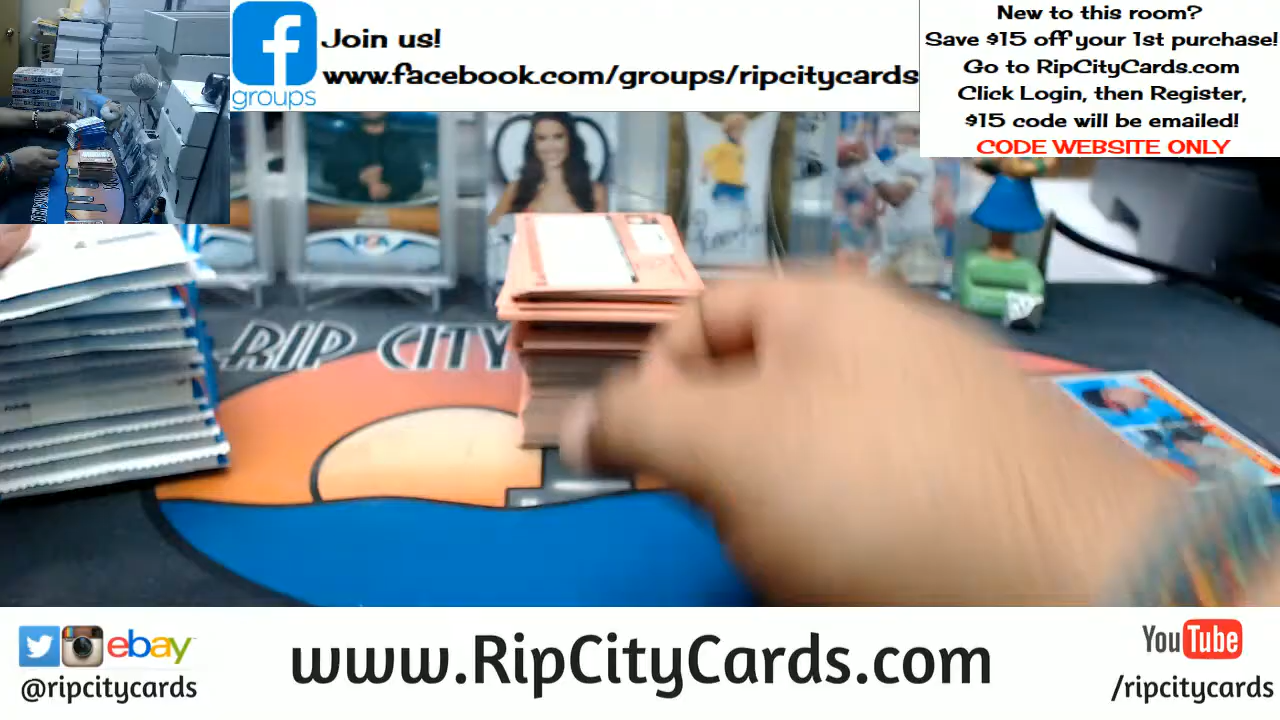 Join us!
www.facebook.com/groups/ripcitycards
groups
New to this room?
Save $15 off your 1st purchase!
Go to RipCityCards.com
Click Login, then Register,
$15 code will be emailed!
CODE WEBSITE ONLY
RIP CITY
ebay
@ripcitycards
www.RipCityCards.com
YouTube
/ripcitycards